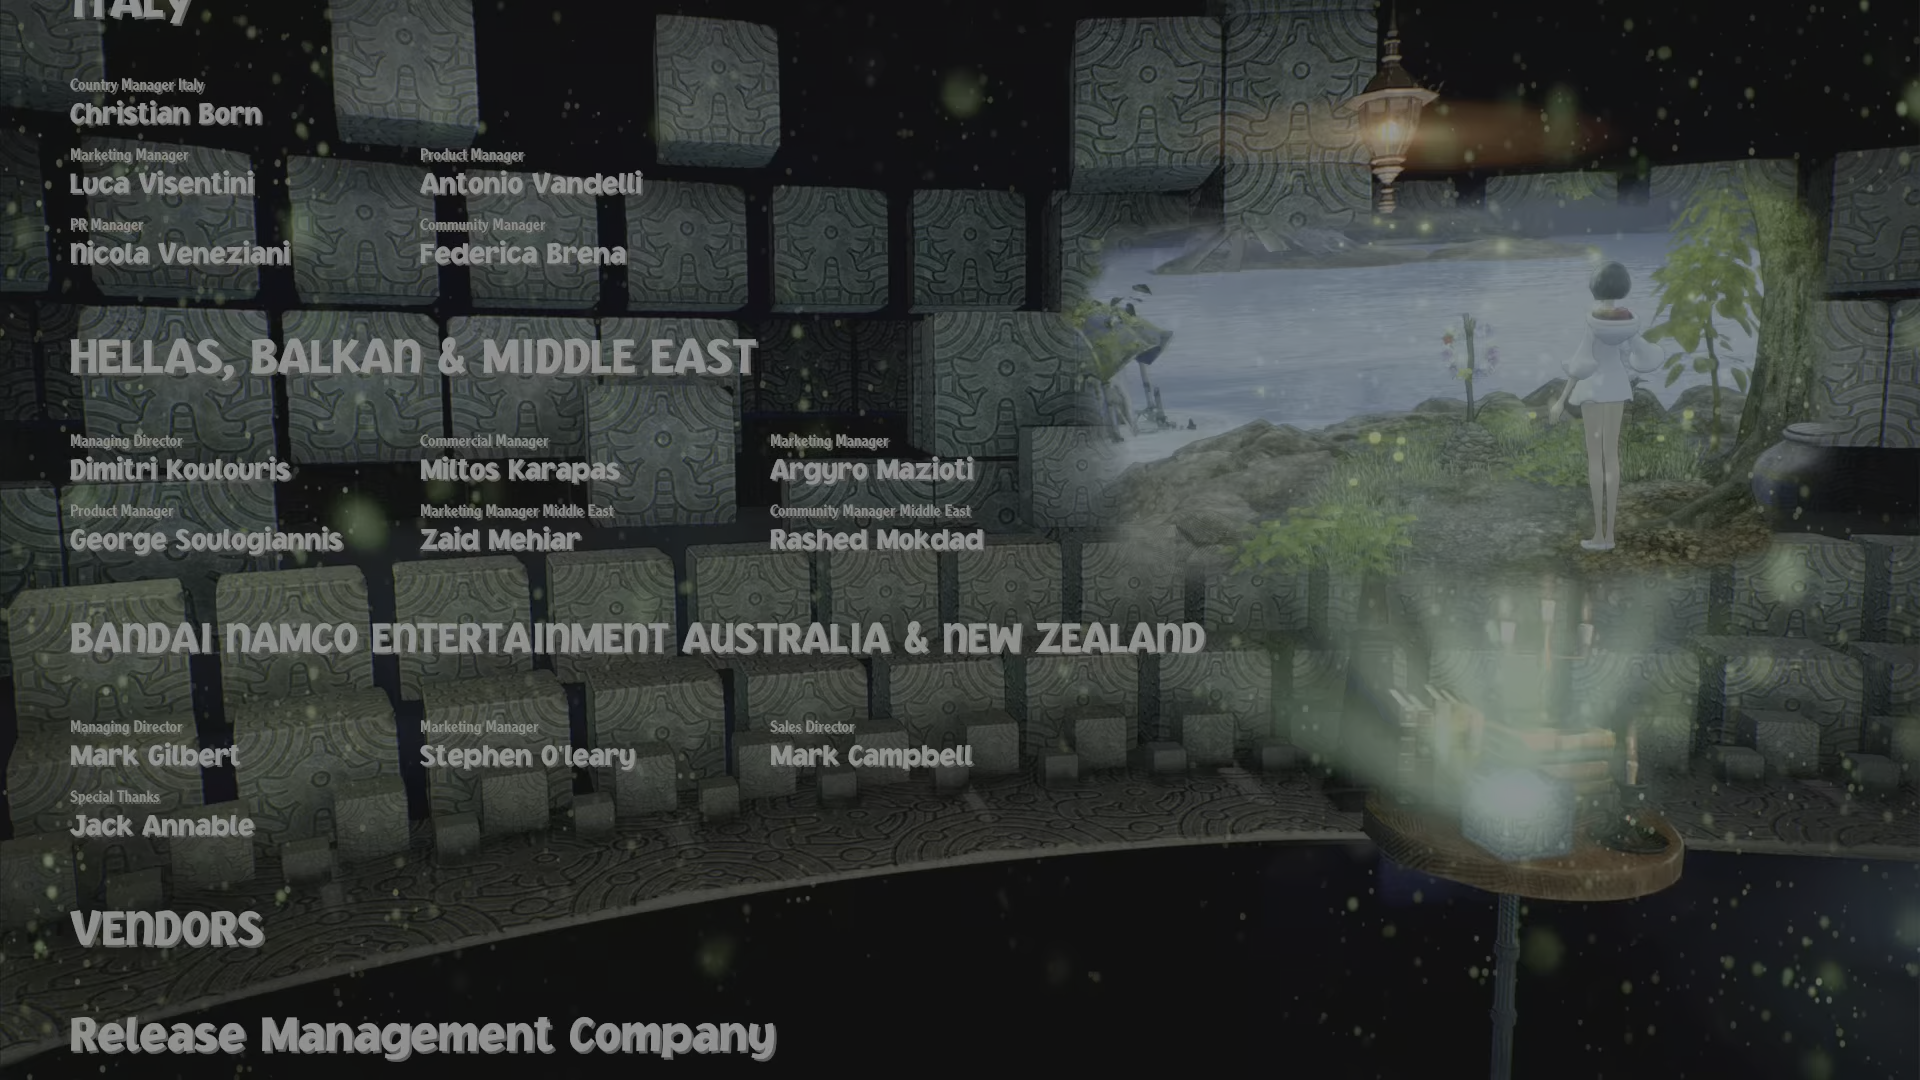 ITALY
Country Manager Italy
Christian Born
Marketing Manager Product Manager
Luca Visentini Antonio Vandelli
PR Manager Community Manager
Nicola Veneziani Federica Brena
HELLAS, BALKAN & MIDDLE EAST
Managing Director Commercial Manager Marketing Manager
Dimitri Koulouris Miltos Karapas Argyro Mazioti
Product Manager Marketing Manager Middle East Community Manager Middle East
George Soulogiannis Zaid Mehiar Rashed Mokdad
BANDAI NAMCO ENTERTAINMENT AUSTRALIA & NEW ZEALAND
Managing Director Marketing Manager Sales Director
Mark Gilbert Stephen O'leary Mark Campbell
Special Thanks
Jack Annable
VENDORS
Release Management Company